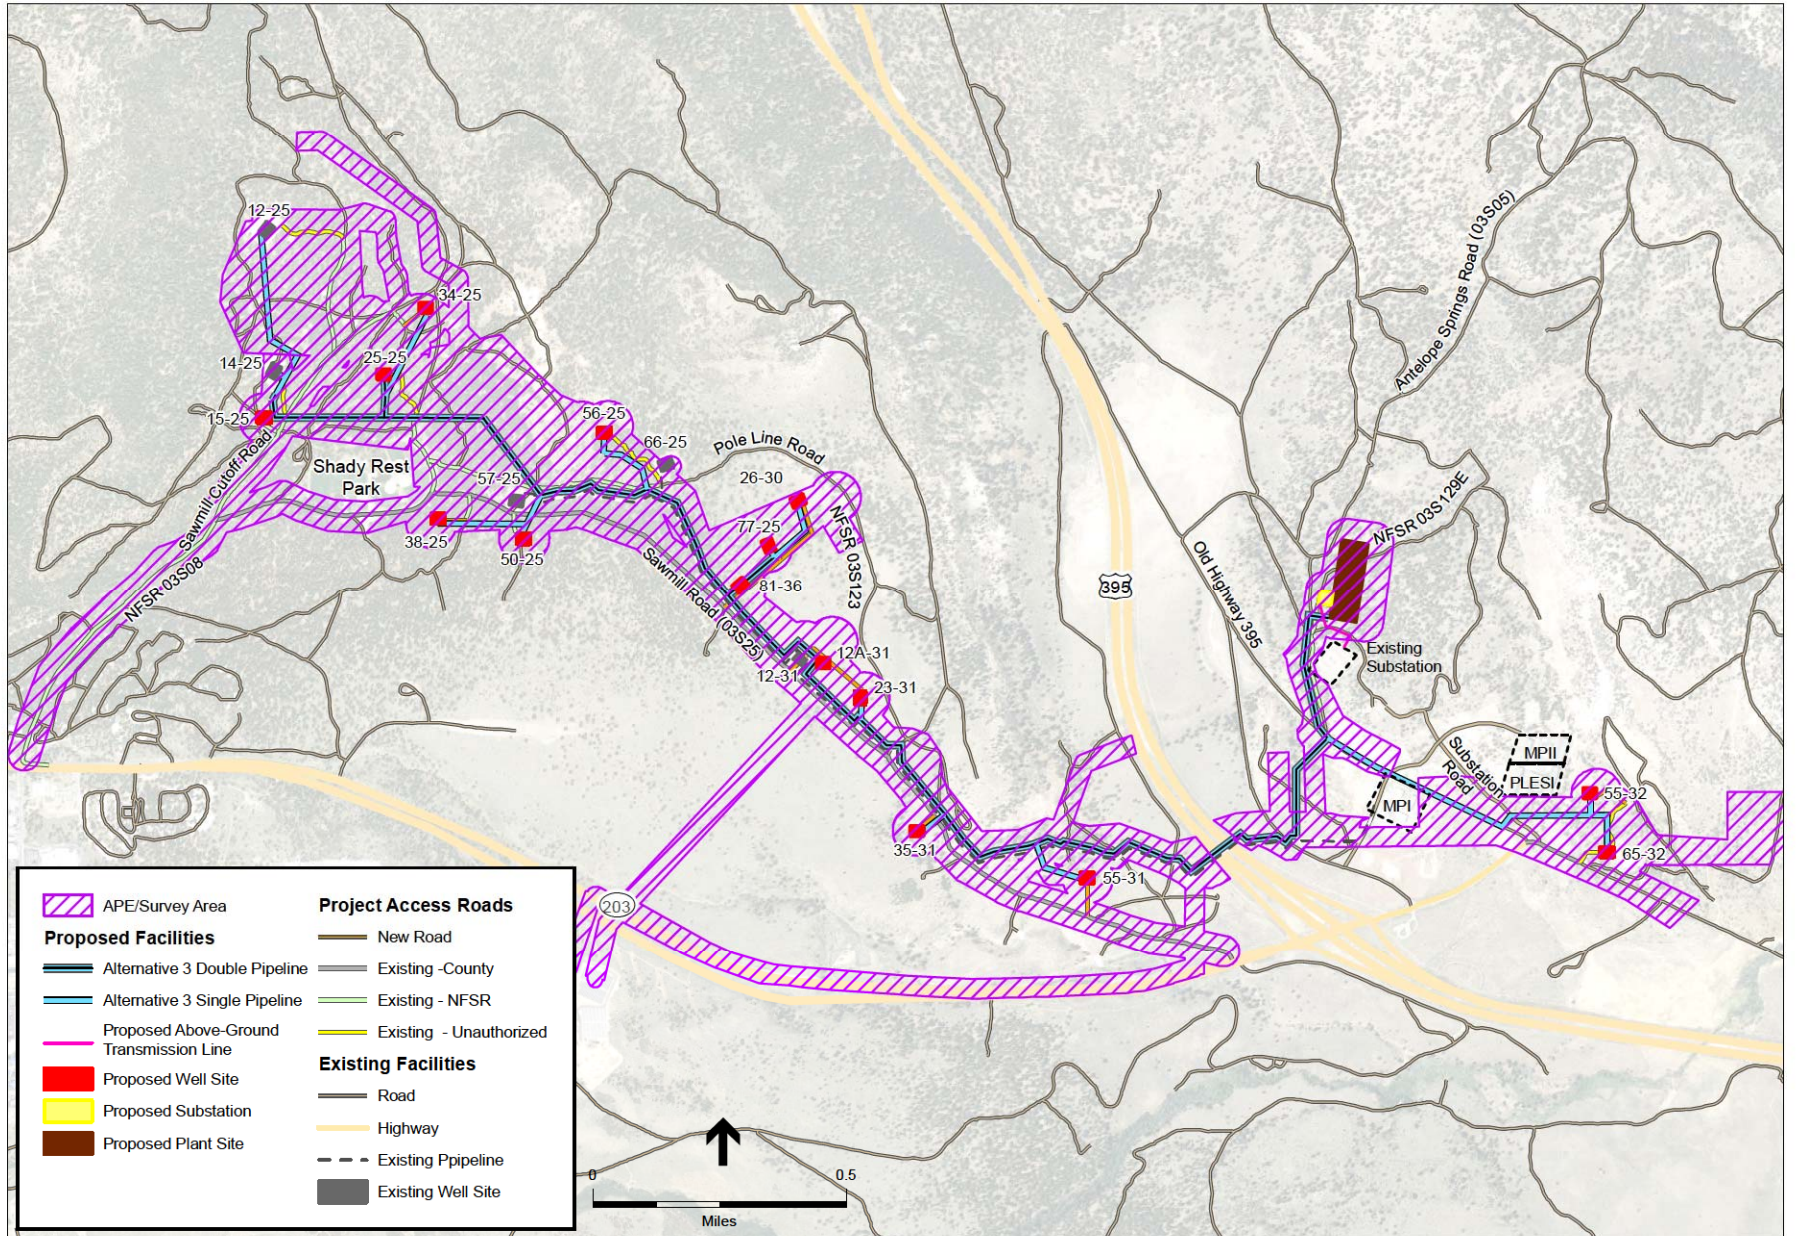 12-25
34-25
14-25
25-25
15-25
56-25
66-25
Pole Line Road
Shady Rest
Park
57-25
26-30
77-25
38-25
50-25
81-36
Sawmill Cutoff Road
NFSR 03S08
Sawmill Road (03S25)
NFSR 03S123
12A-31
12-31
23-31
35-31
55-31
395
Old Highway 395
Antelope Springs Road (03S05)
NFSR 03S129E
Existing
Substation
Substation
Road
MPII
PLESI
MPI
55-32
65-32
203
APE/Survey Area
Proposed Facilities
Alternative 3 Double Pipeline
Alternative 3 Single Pipeline
Proposed Above-Ground
Transmission Line
Proposed Well Site
Proposed Substation
Proposed Plant Site
Project Access Roads
New Road
Existing -County
Existing - NFSR
Existing - Unauthorized
Existing Facilities
Road
Highway
Existing Ppipeline
Existing Well Site
0
0.5
Miles